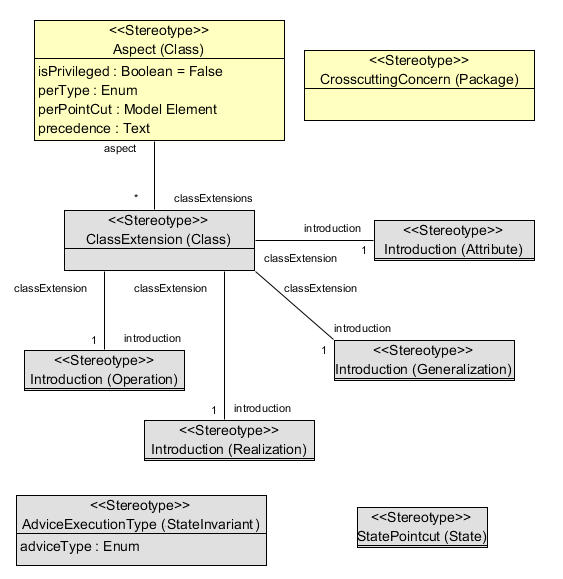 <<Stereotype>>
Aspect (Class)
isPrivileged : Boolean = False
perType : Enum
perPointCut : Model Element
precedence : Text
<<Stereotype>>
CrosscuttingConcern (Package)
aspect
* classExtensions
<<Stereotype>>
ClassExtension (Class)
introduction
1
classExtension
<<Stereotype>>
Introduction (Attribute)
classExtension
classExtension
classExtension
1 introduction
<<Stereotype>>
Introduction (Operation)
introduction
1
<<Stereotype>>
Introduction (Generalization)
1 introduction
<<Stereotype>>
Introduction (Realization)
<<Stereotype>>
AdviceExecutionType (StateInvariant)
adviceType : Enum
<<Stereotype>>
StatePointcut (State)